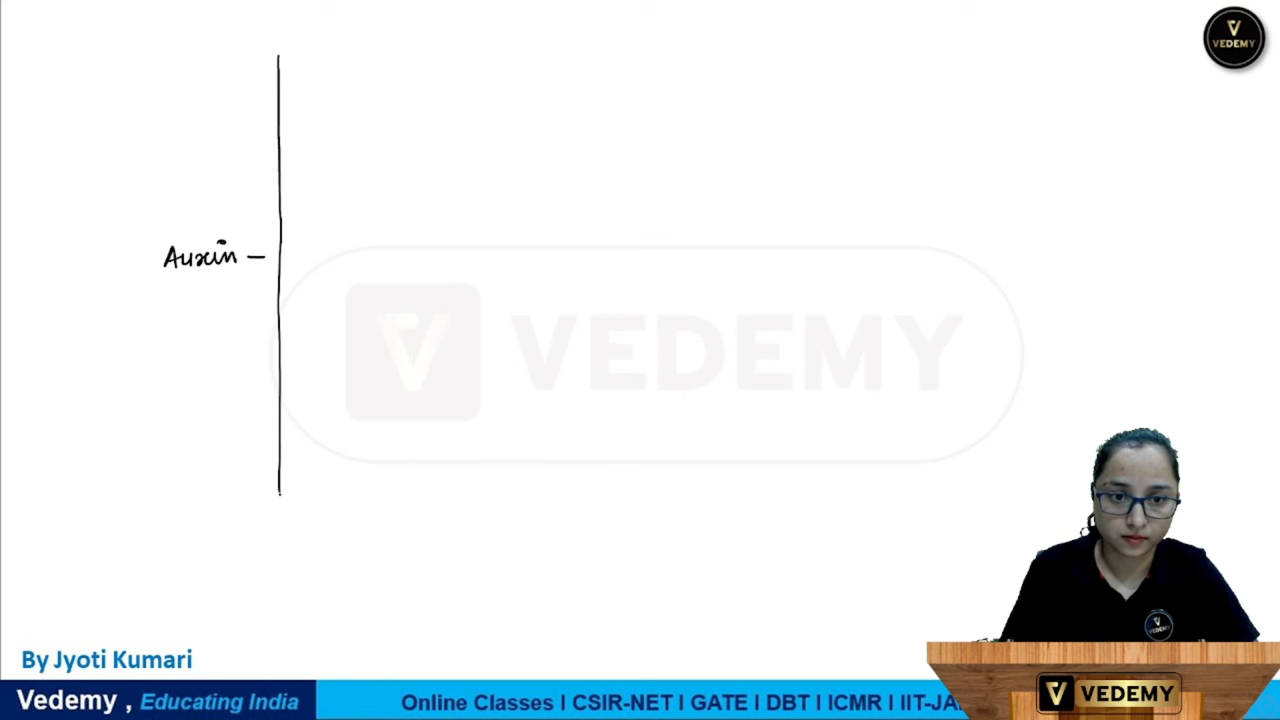 VEDEMY
Auxin –
VEDEMY
VEDEMY
By Jyoti Kumari
VEDEMY
Vedemy , Educating India
Online Classes I CSIR-NET I GATE I DBT I ICMR I IIT-JA